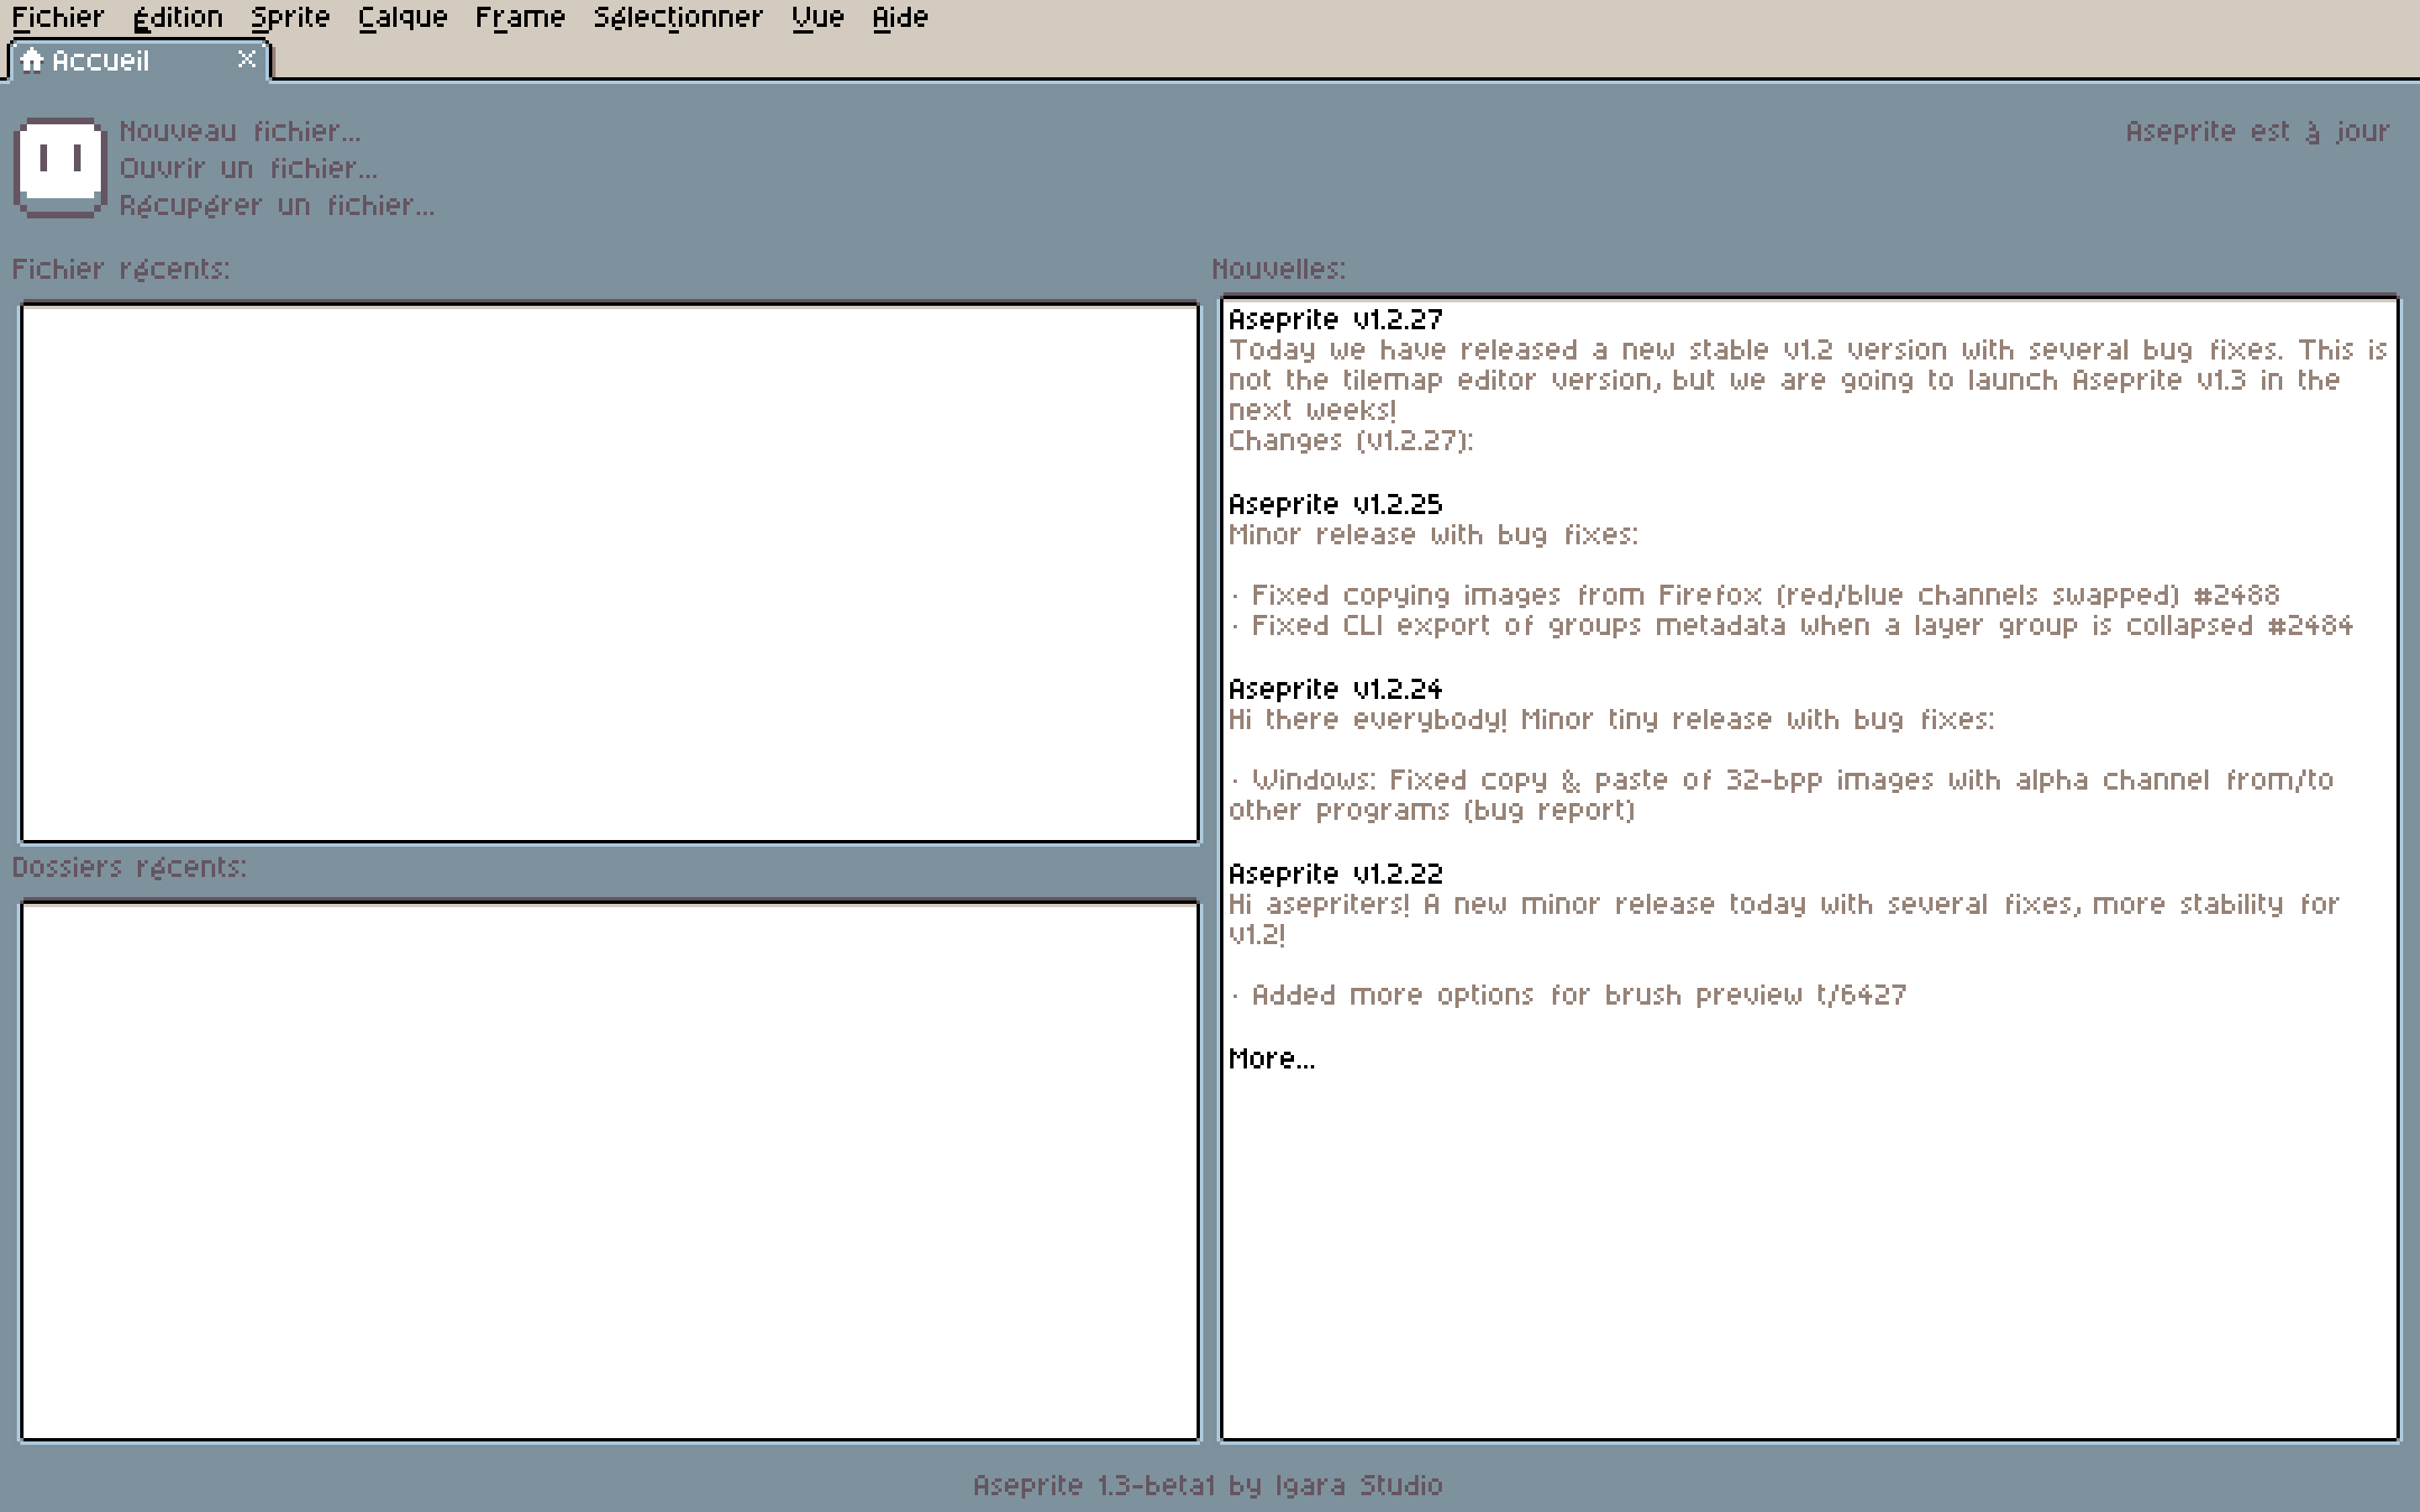 Fichier Édition Sprite Calque Frame Sélectionner Vue Aide
Accueil
Nouveau fichier...
Ouvrir un fichier...
Récupérer un fichier...
Aseprite est à jour
Fichier récents:
Dossiers récents:
Nouvelles:
Aseprite v1.2.27
Today we have released a new stable v1.2 version with several bug fixes. This is
not the tilemap editor version, but we are going to launch Aseprite v1.3 in the
next weeks!
Changes (v1.2.27):
Aseprite v1.2.25
Minor release with bug fixes:
· Fixed copying images from Firefox (red/blue channels swapped) #2488
· Fixed CLI export of groups metadata when a layer group is collapsed #2484
Aseprite v1.2.24
Hi there everybody! Minor tiny release with bug fixes:
· Windows: Fixed copy & paste of 32-bpp images with alpha channel from/to
other programs (bug report)
Aseprite v1.2.22
Hi asepriters! A new minor release today with several fixes, more stability for
v1.2!
· Added more options for brush preview t/6427
More...
Aseprite 1.3-beta1 by Igara Studio